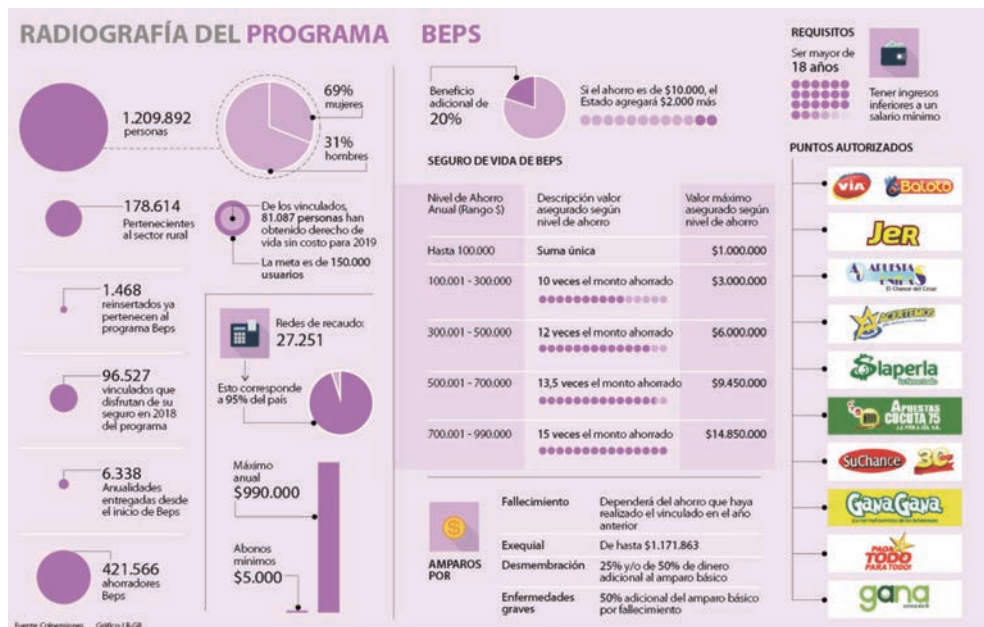 RADIOGRAFÍA DEL PROGRAMA BEPS
1.209.892
personas
69%
mujeres
31%
hombres
178.614
Pertenecientes
al sector rural
De los vinculados,
81.087 personas han
obtenido derecho de
vida sin costo para 2019
La meta es de 150.000
usuarios
1.468
reinsertados ya
pertenecen al
programa Beps
Redes de recaudo:
27.251
Esto corresponde
a 95% del país
96.527
vinculados que
disfrutan de su
seguro en 2018
del programa
6.338
Anualidades
entregadas desde
el inicio de Beps
Máximo
anual
$990.000
Abonos
mínimos
$5.000
421.566
ahorradores
Beps
Fuente: Colpensiones Gráfico: LR-GR
Beneficio
adicional de
20%
Si el ahorro es de $10.000, el
Estado agregará $2.000 más
SEGURO DE VIDA DE BEPS
Nivel de Ahorro
Anual (Rango $)
Descripción valor
asegurado según
nivel de ahorro
Valor máximo
asegurado según
nivel de ahorro
Hasta 100.000 Suma única $1.000.000
100.001 - 300.000 10 veces el monto ahorrado $3.000.000
300.001 - 500.000 12 veces el monto ahorrado $6.000.000
500.001 - 700.000 13,5 veces el monto ahorrado $9.450.000
700.001 - 990.000 15 veces el monto ahorrado $14.850.000
AMPAROS
POR
Fallecimiento
Dependerá del ahorro que haya
realizado el vinculado en el año
anterior
Exequial De hasta $1.171.863
Desmembración
25% y/o de 50% de dinero
adicional al amparo básico
Enfermedades
graves
50% adicional del amparo básico
por fallecimiento
REQUISITOS
Ser mayor de
18 años
Tener ingresos
inferiores a un
salario mínimo
PUNTOS AUTORIZADOS
VÍA Baloto
JER
APUESTAS
UNIDAS
El Chance del Cesar
ACERTEMOS
laperla
APUESTAS
CÚCUTA 75
SuChance 3C
GanaGana
PAGA
TODO
PARA TODO!
gana